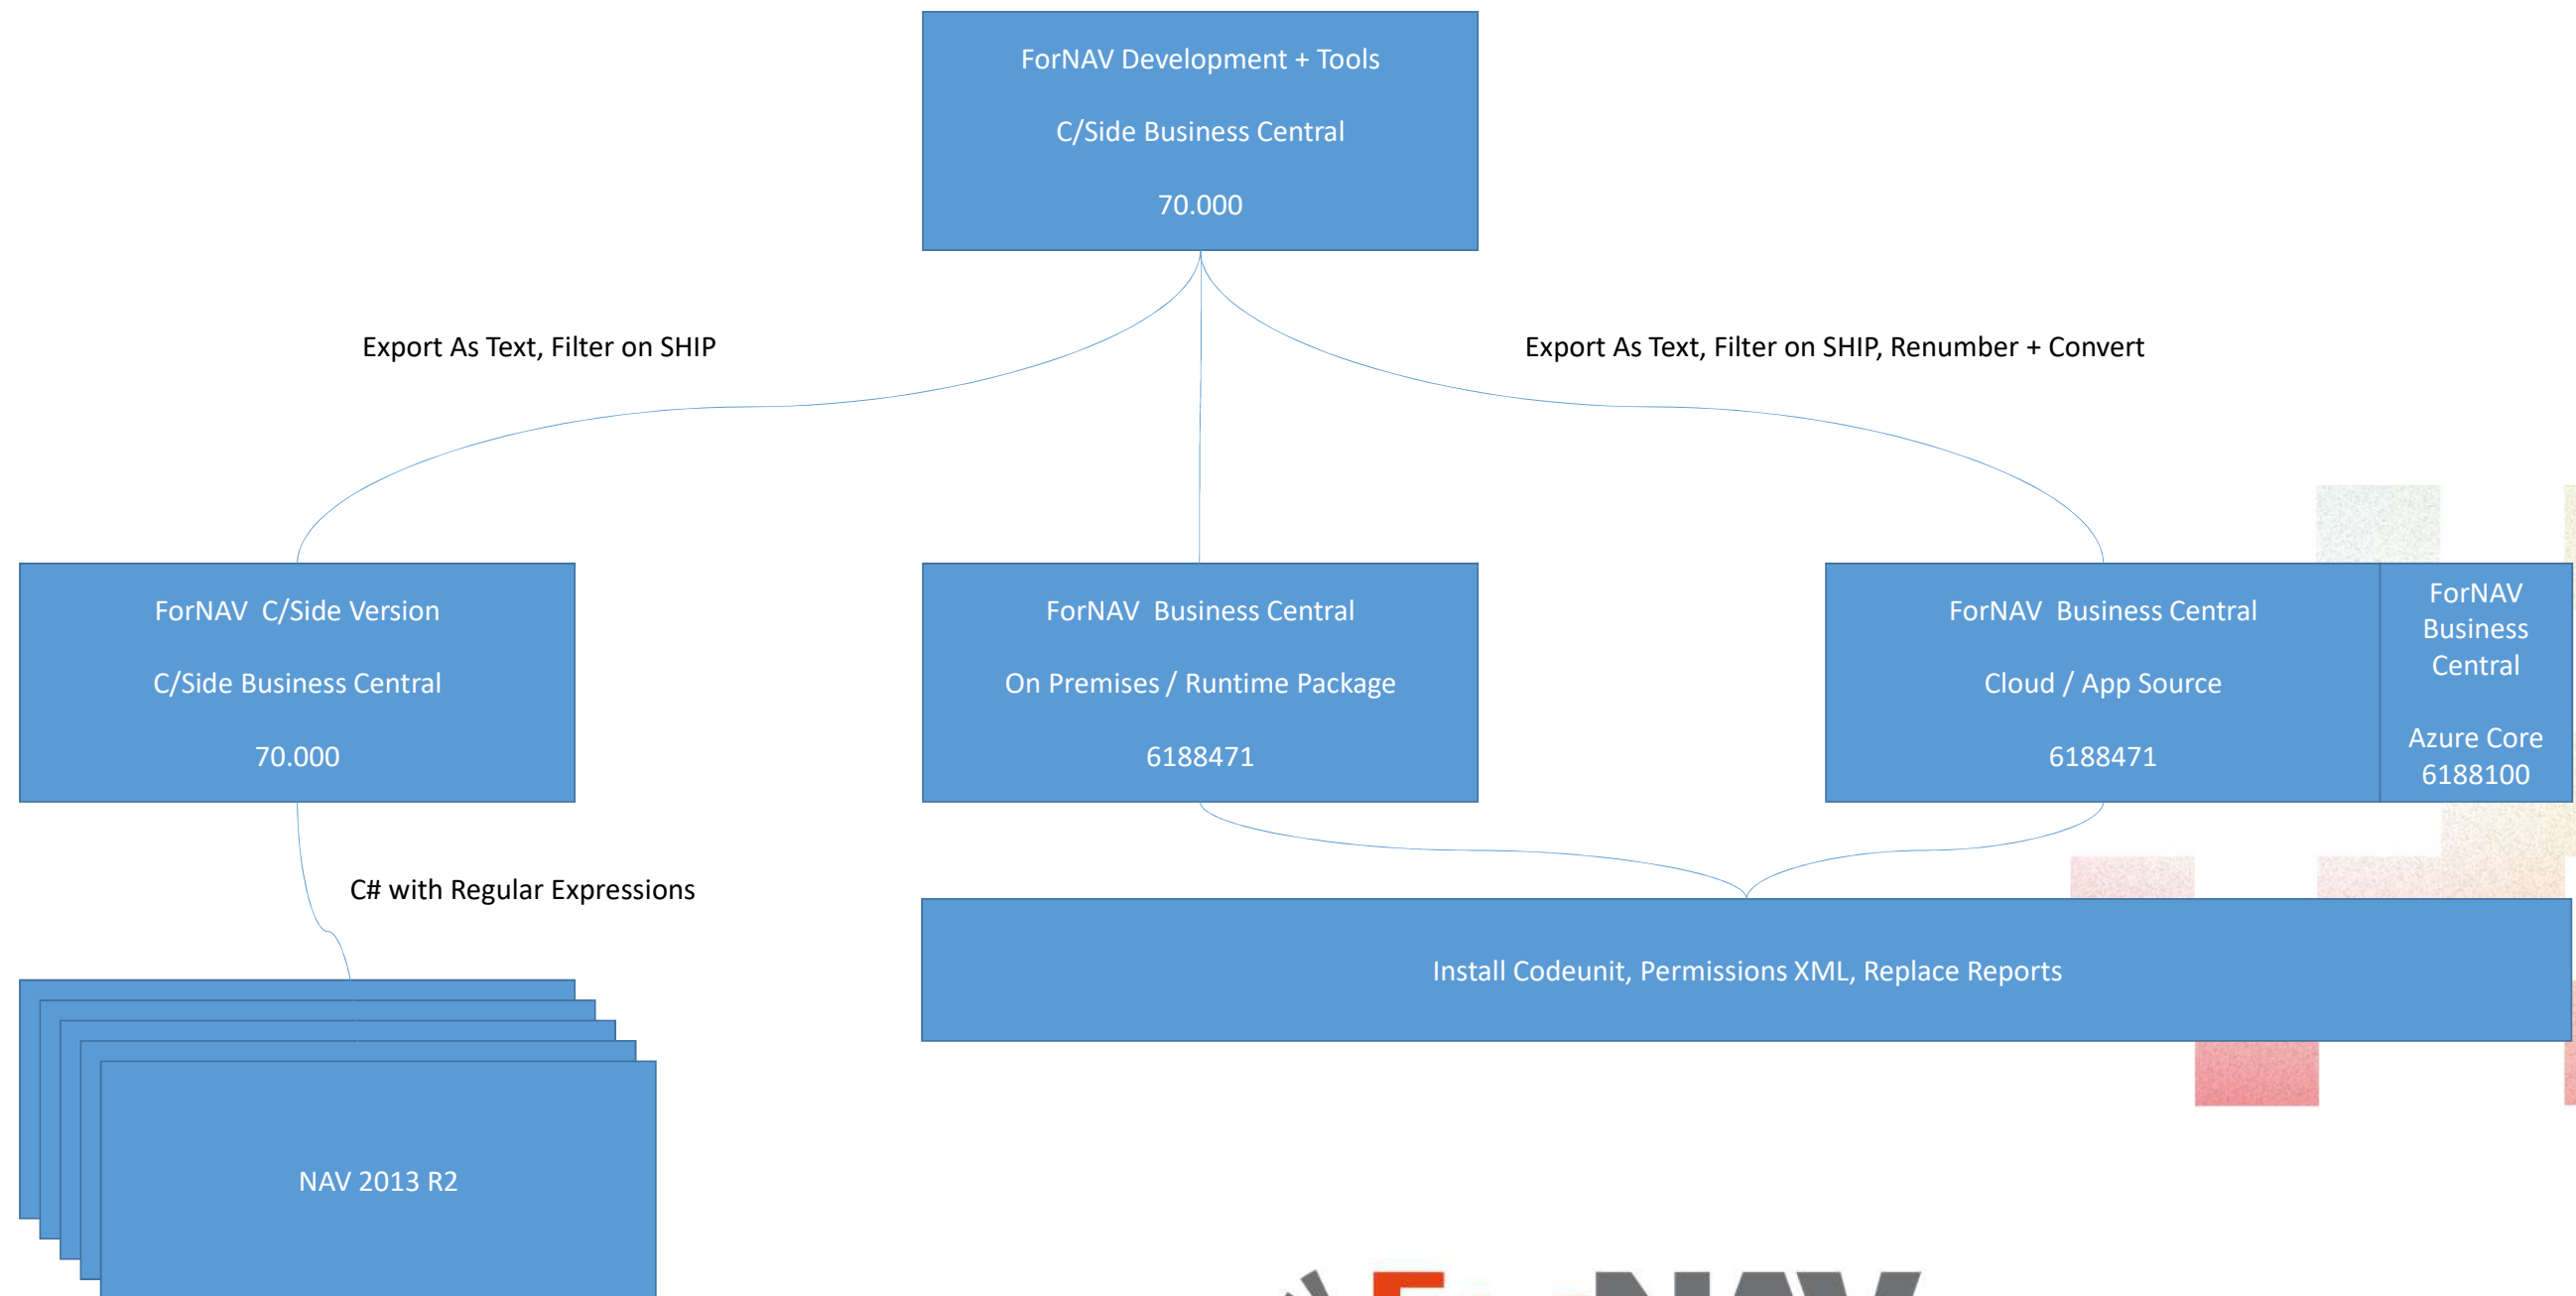 ForNAV Development + Tools
C/Side Business Central
70.000
Export As Text, Filter on SHIP
Export As Text, Filter on SHIP, Renumber + Convert
ForNAV C/Side Version
C/Side Business Central
70.000
ForNAV Business Central
On Premises / Runtime Package
6188471
ForNAV Business Central
Cloud / App Source
6188471
ForNAV
Business
Central
Azure Core
6188100
C# with Regular Expressions
Install Codeunit, Permissions XML, Replace Reports
NAV 2013 R2